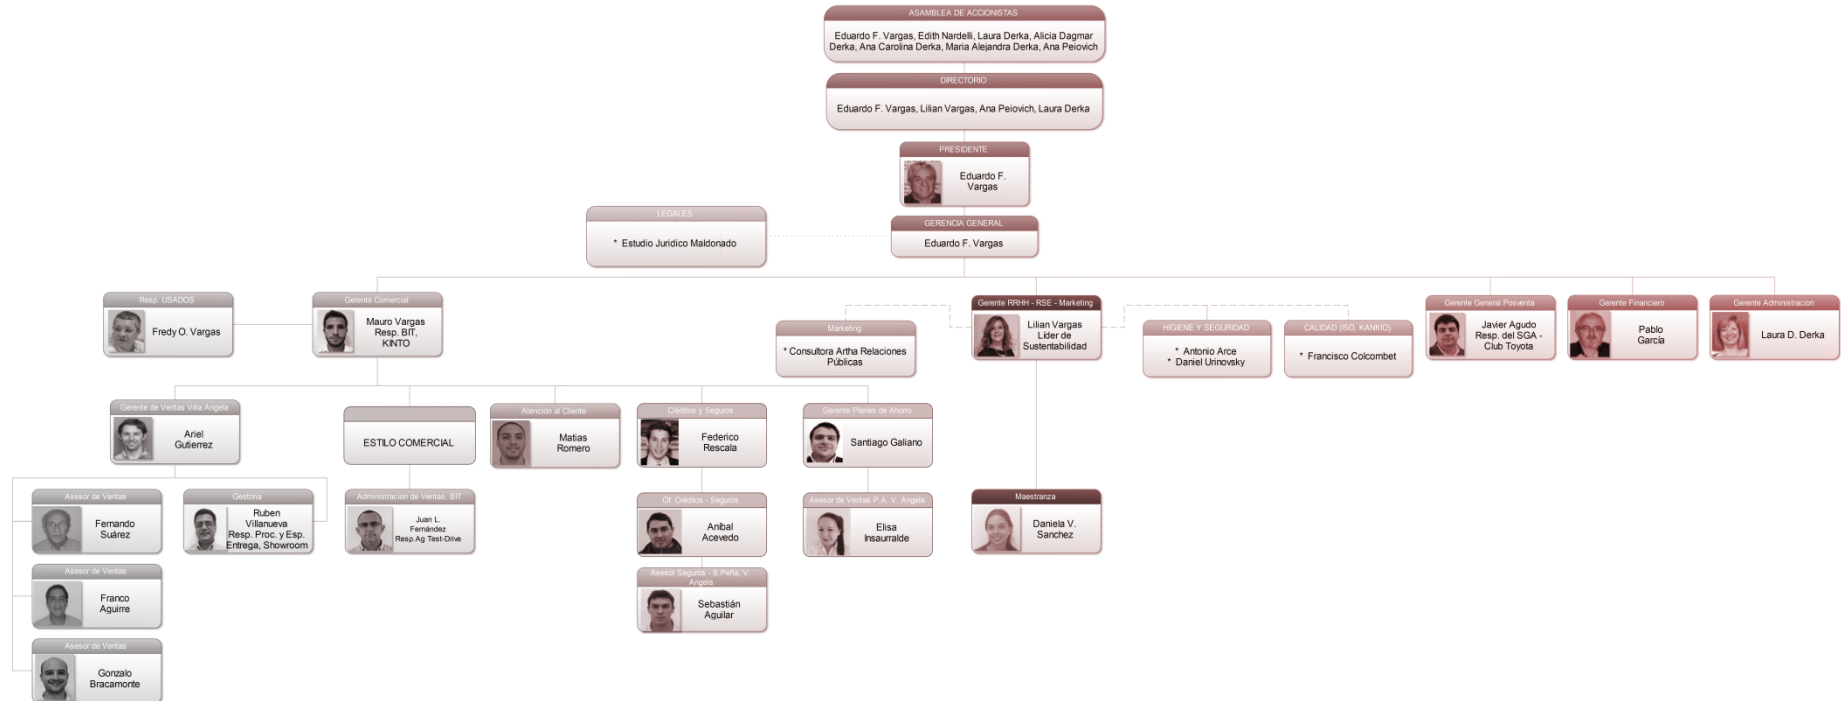 ASAMBLEA DE ACCIONISTAS
Eduardo F. Vargas, Edith Nardelli, Laura Derka, Alicia Dagmar
Derka, Ana Carolina Derka, Maria Alejandra Derka, Ana Peiovich
DIRECTORIO
Eduardo F. Vargas, Lilian Vargas, Ana Peiovich, Laura Derka
PRESIDENTE
Eduardo F.
Vargas
LEGALES
* Estudio Juridico Maldonado
GERENCIA GENERAL
Eduardo F. Vargas
Resp. USADOS
Fredy O. Vargas
Gerente Comercial
Mauro Vargas
Resp. BIT,
KINTO
Marketing
* Consultora Artha Relaciones
Públicas
Gerente RRHH - RSE - Marketing
Lilian Vargas
Líder de
Sustentabilidad
HIGIENE Y SEGURIDAD
* Antonio Arce
* Daniel Urinovsky
CALIDAD (ISO, KANKIO)
* Francisco Colcombet
Gerente General Posventa
Javier Agudo
Resp. del SGA -
Club Toyota
Gerente Financiero
Pablo
García
Gerente Administracion
Laura D. Derka
Gerente de Ventas Villa Angela
Ariel
Gutierrez
ESTILO COMERCIAL
Atencion al Cliente
Matias
Romero
Créditos y Seguros
Federico
Rescala
Gerente Planes de Ahorro
Santiago Galiano
Asesor de Ventas
Fernando
Suárez
Gestoria
Ruben
Villanueva
Resp. Proc. y Esp.
Entrega, Showroom
Administracion de Ventas, BIT
Juan L.
Fernández
Resp.Ag Test-Drive
Of. Créditos - Seguros
Aníbal
Acevedo
Asesor de Ventas P.A. V. Angela
Elisa
Insaurralde
Maestranza
Daniela V.
Sanchez
Asesor de Ventas
Franco
Aguirre
Asesor Seguros - S.Peña, V.
Angela
Sebastián
Aguilar
Asesor de Ventas
Gonzalo
Bracamonte